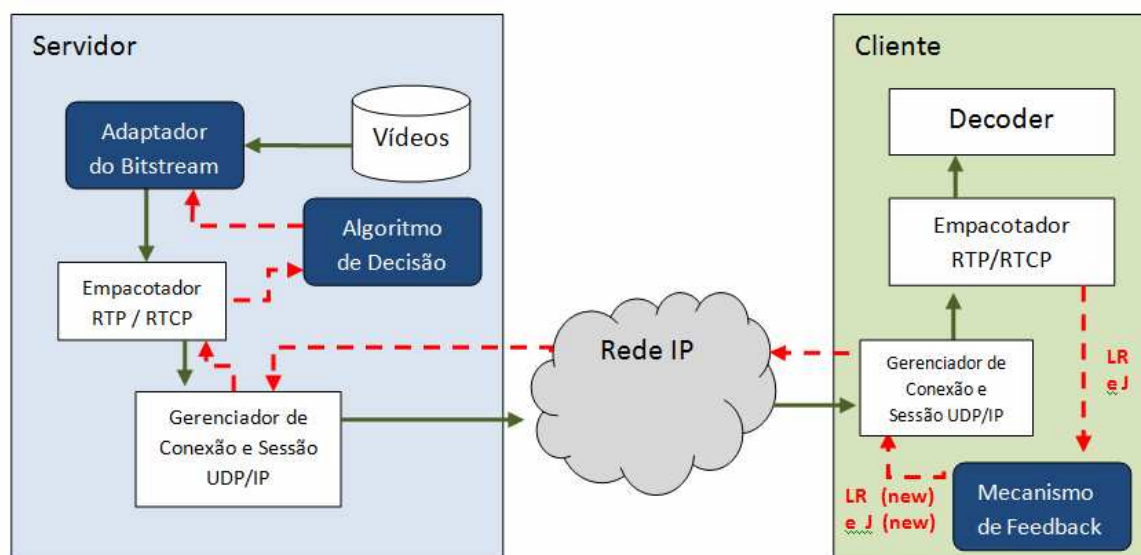 Servidor
Adaptador
do Bitstream
Vídeos
Algoritmo
de Decisão
Empacotador
RTP / RTCP
Gerenciador de
Conexão e Sessão
UDP/IP
Rede IP
Cliente
Decoder
Empacotador
RTP/RTCP
Gerenciador de
Conexão e
Sessão UDP/IP
LR
e J
LR (new)
e J (new)
Mecanismo
de Feedback